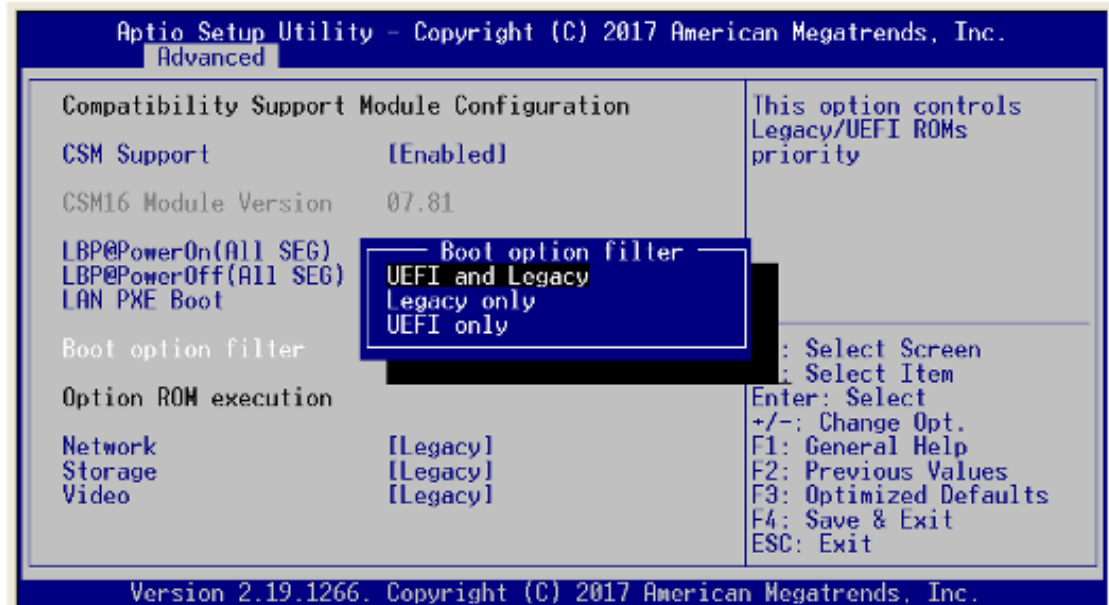 Aptio Setup Utility - Copyright (C) 2017 American Megatrends, Inc.
Advanced
Compatibility Support Module Configuration
CSM Support [Enabled]
CSM16 Module Version 07.81
LBP@PowerOn(All SEG)
LBP@PowerOff(All SEG)
LAN PXE Boot
Boot option filter
Option ROM execution
Network [Legacy]
Storage [Legacy]
Video [Legacy]
Boot option filter
UEFI and Legacy
Legacy only
UEFI only
This option controls
Legacy/UEFI ROMs
priority
: Select Screen
: Select Item
Enter: Select
+/-: Change Opt.
F1: General Help
F2: Previous Values
F3: Optimized Defaults
F4: Save & Exit
ESC: Exit
Version 2.19.1266. Copyright (C) 2017 American Megatrends, Inc.